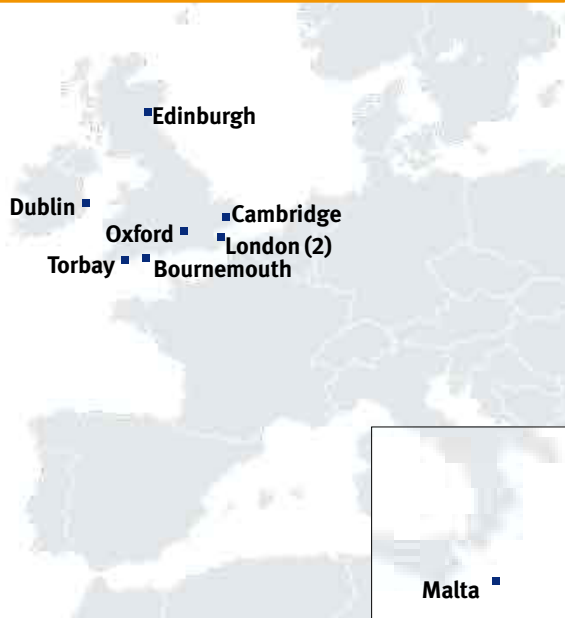 Edinburgh
Dublin
Cambridge
Oxford
London (2)
Torbay
Bournemouth
Malta